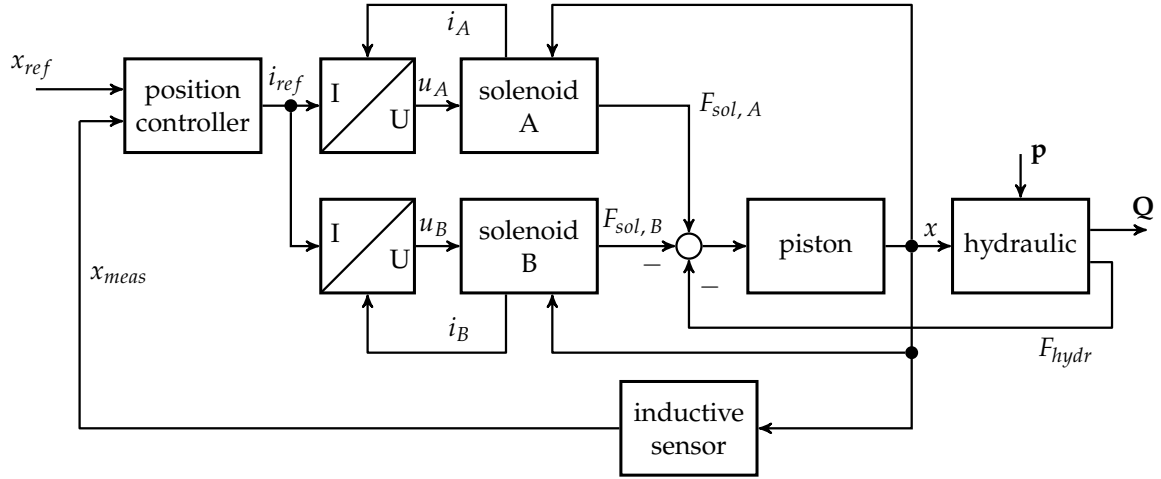 i_A
x_ref
position
controller
i_ref
I
U
u_A
solenoid
A
F_sol, A
p
Q
I
U
u_B
solenoid
B
F_sol, B
−
−
piston
x
hydraulic
x_meas
i_B
F_hydr
inductive
sensor